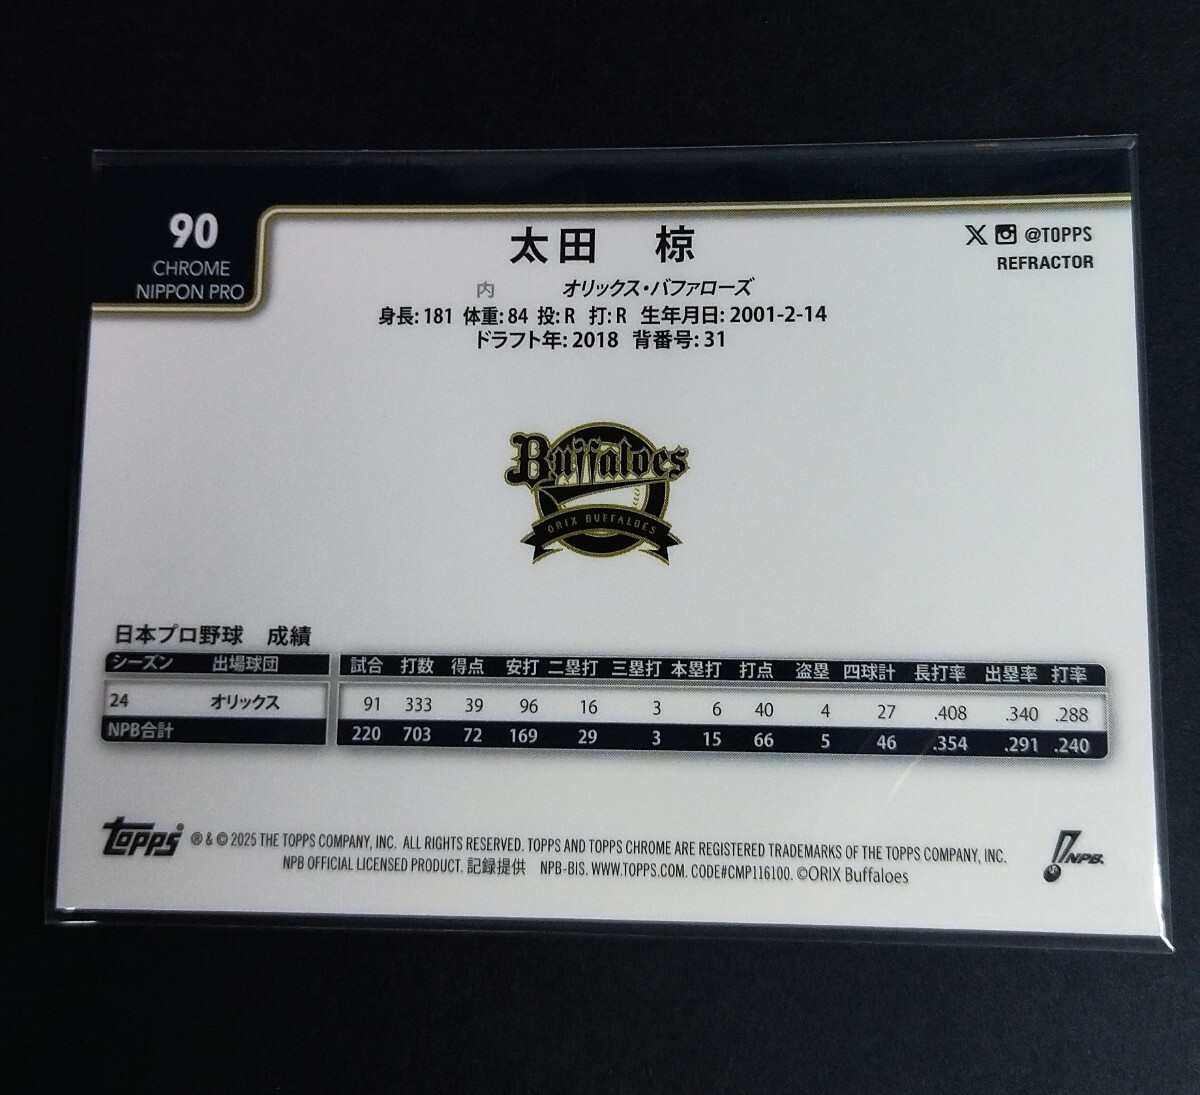 90
CHROME
NIPPON PRO
太田　椋
内 オリックス・バファローズ
身長: 181 体重: 84 投: R 打: R 生年月日: 2001-2-14
ドラフト年: 2018 背番号: 31
X @TOPPS
REFRACTOR
Buffaloes
ORIX BUFFALOES
日本プロ野球　成績
シーズン 出場球団 試合 打数 得点 安打 二塁打 三塁打 本塁打 打点 盗塁 四球計 長打率 出塁率 打率
24 オリックス 91 333 39 96 16 3 6 40 4 27 .408 .340 .288
NPB合計 220 703 72 169 29 3 15 66 5 46 .354 .291 .240
Topps® ® & © 2025 THE TOPPS COMPANY, INC. ALL RIGHTS RESERVED. TOPPS AND TOPPS CHROME ARE REGISTERED TRADEMARKS OF THE TOPPS COMPANY, INC.
NPB OFFICIAL LICENSED PRODUCT. 記録提供 NPB-BIS. WWW.TOPPS.COM. CODE#CMP116100. ©ORIX Buffaloes
NPB